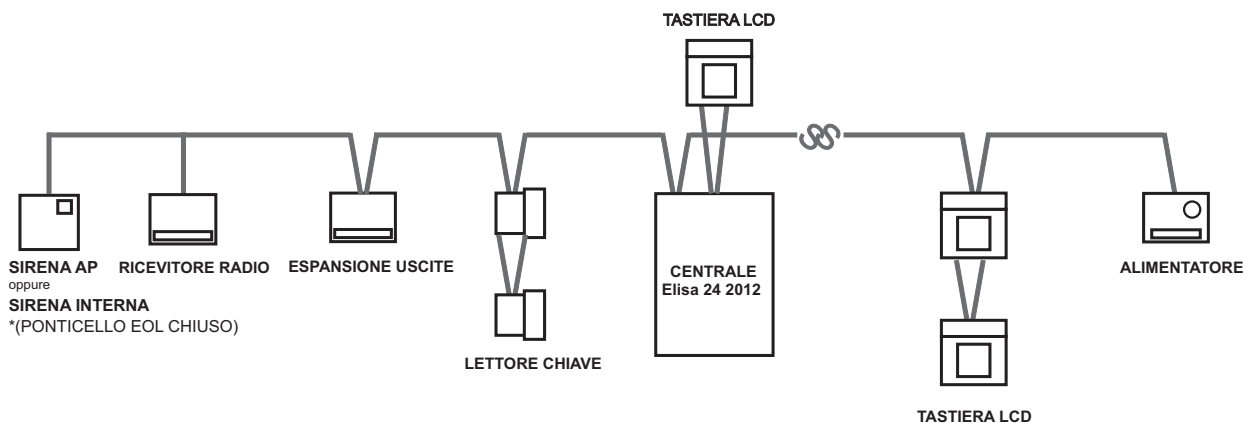 TASTIERA LCD
SIRENA AP
oppure
SIRENA INTERNA
*(PONTICELLO EOL CHIUSO)
RICEVITORE RADIO
ESPANSIONE USCITE
LETTORE CHIAVE
CENTRALE
Elisa 24 2012
ALIMENTATORE
TASTIERA LCD